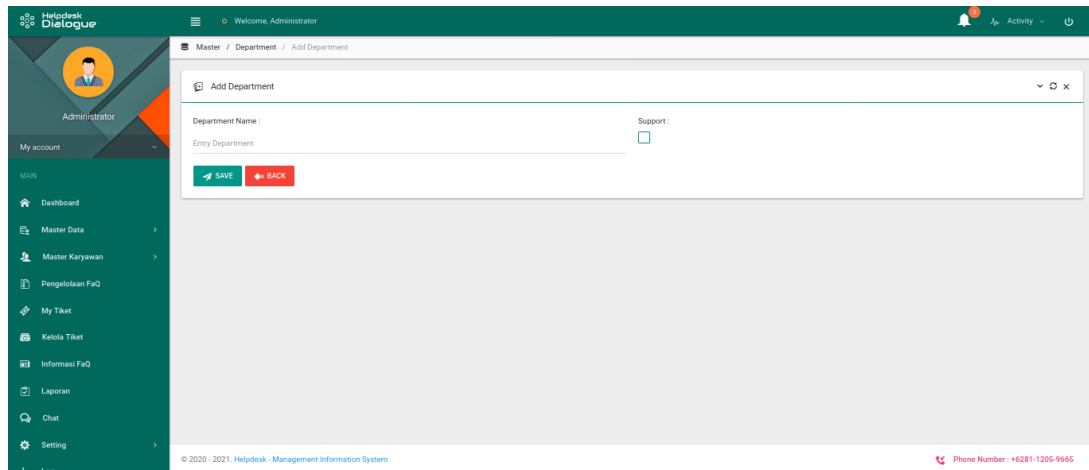 Helpdesk
Dialogue
Welcome, Administrator
Activity
Master / Department / Add Department
Administrator
My account
MAIN
Dashboard
Master Data
Master Karyawan
Pengelolaan FaQ
My Tiket
Kelola Tiket
Informasi FaQ
Laporan
Chat
Setting
Add Department
Department Name :
Support :
Entry Department
SAVE
BACK
© 2020 - 2021. Helpdesk - Management Information System
Phone Number : +6281-1205-9665